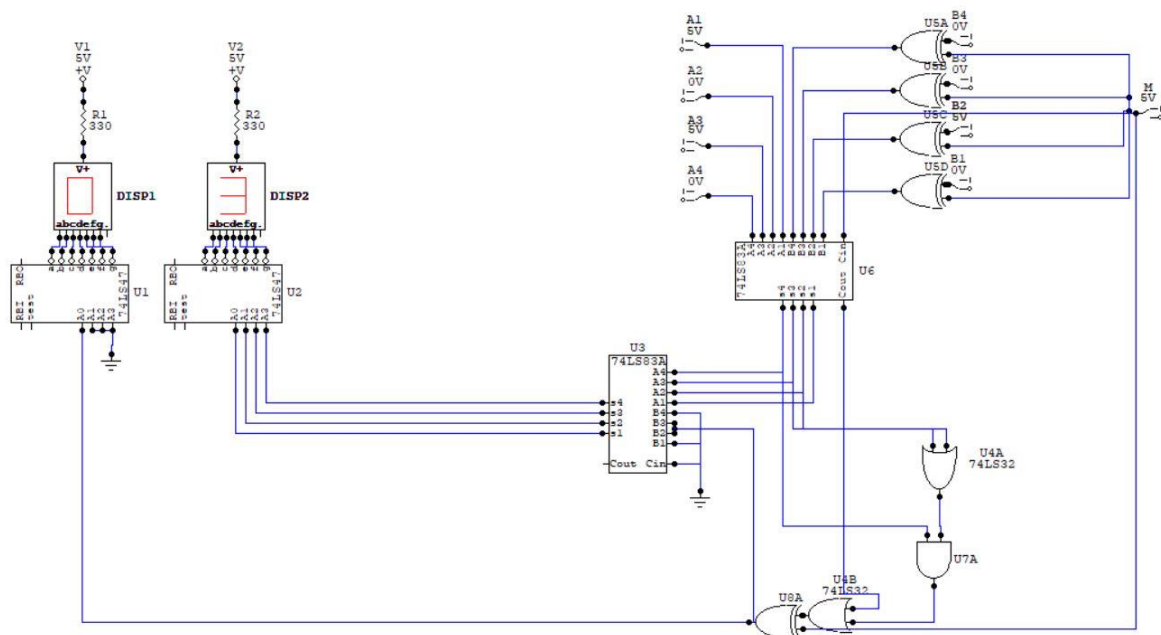 V1
5V
+V
R1
330
V+
DISP1
abcdefg.
a b c d e f g
RBO
RBI
test
74LS47
U1
A0 A1 A2 A3
V2
5V
+V
R2
330
V+
DISP2
abcdefg.
a b c d e f g
RBO
RBI
test
74LS47
U2
A0 A1 A2 A3
A1
5V
A2
0V
A3
5V
A4
0V
U5A
B4
0V
U5B
B3
0V
U5C
B2
5V
U5D
B1
0V
M
5V
74LS83A
A4 A3 A2 A1 B4 B3 B2 B1 Cin
s4 s3 s2 s1 Cout
U6
U3
74LS83A
A4
A3
A2
A1
B4
B3
B2
B1
s4
s3
s2
s1
Cout Cin
U4A
74LS32
U7A
U4B
74LS32
U8A